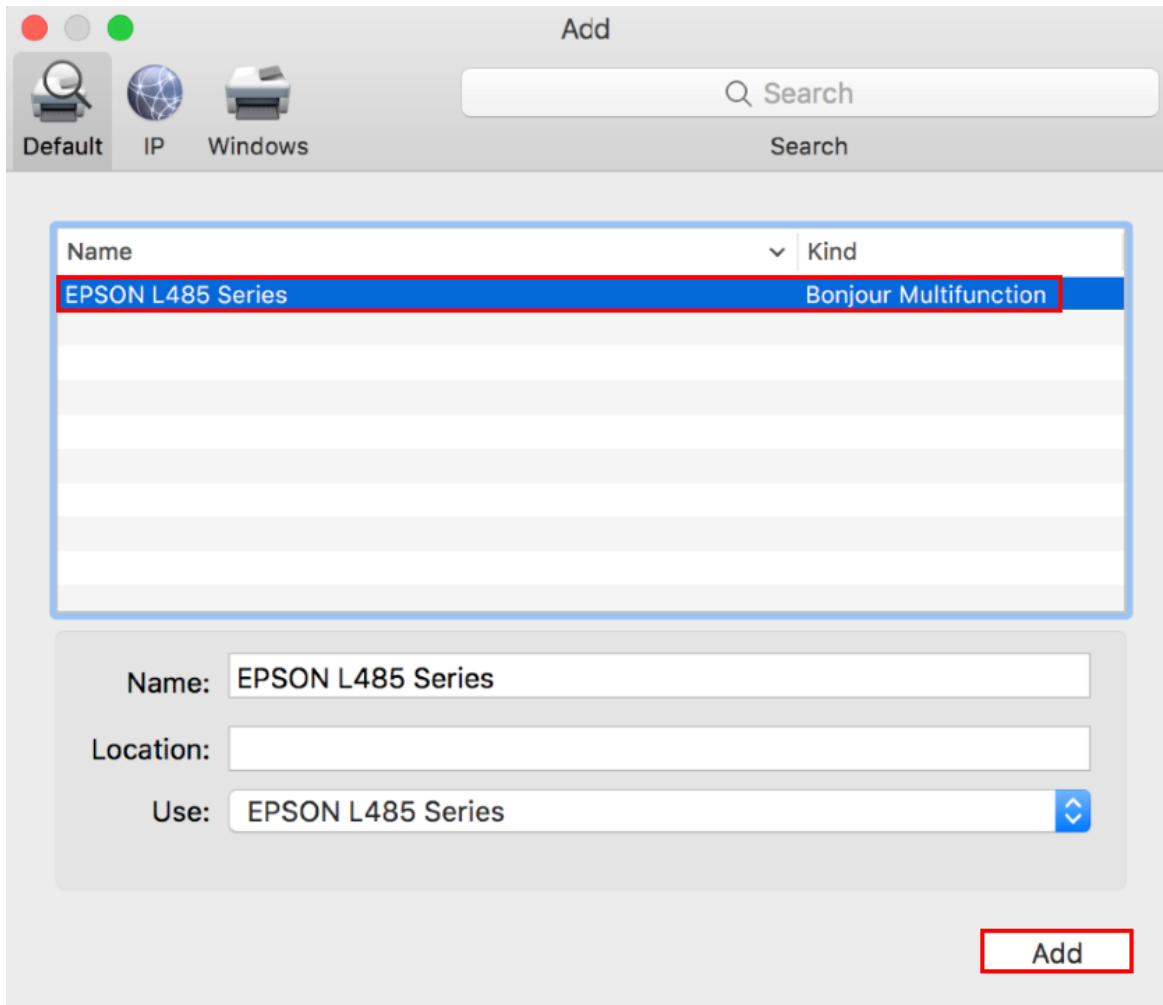 Add
Search
Default IP Windows Search
Name Kind
EPSON L485 Series Bonjour Multifunction
Name: EPSON L485 Series
Location:
Use: EPSON L485 Series
Add